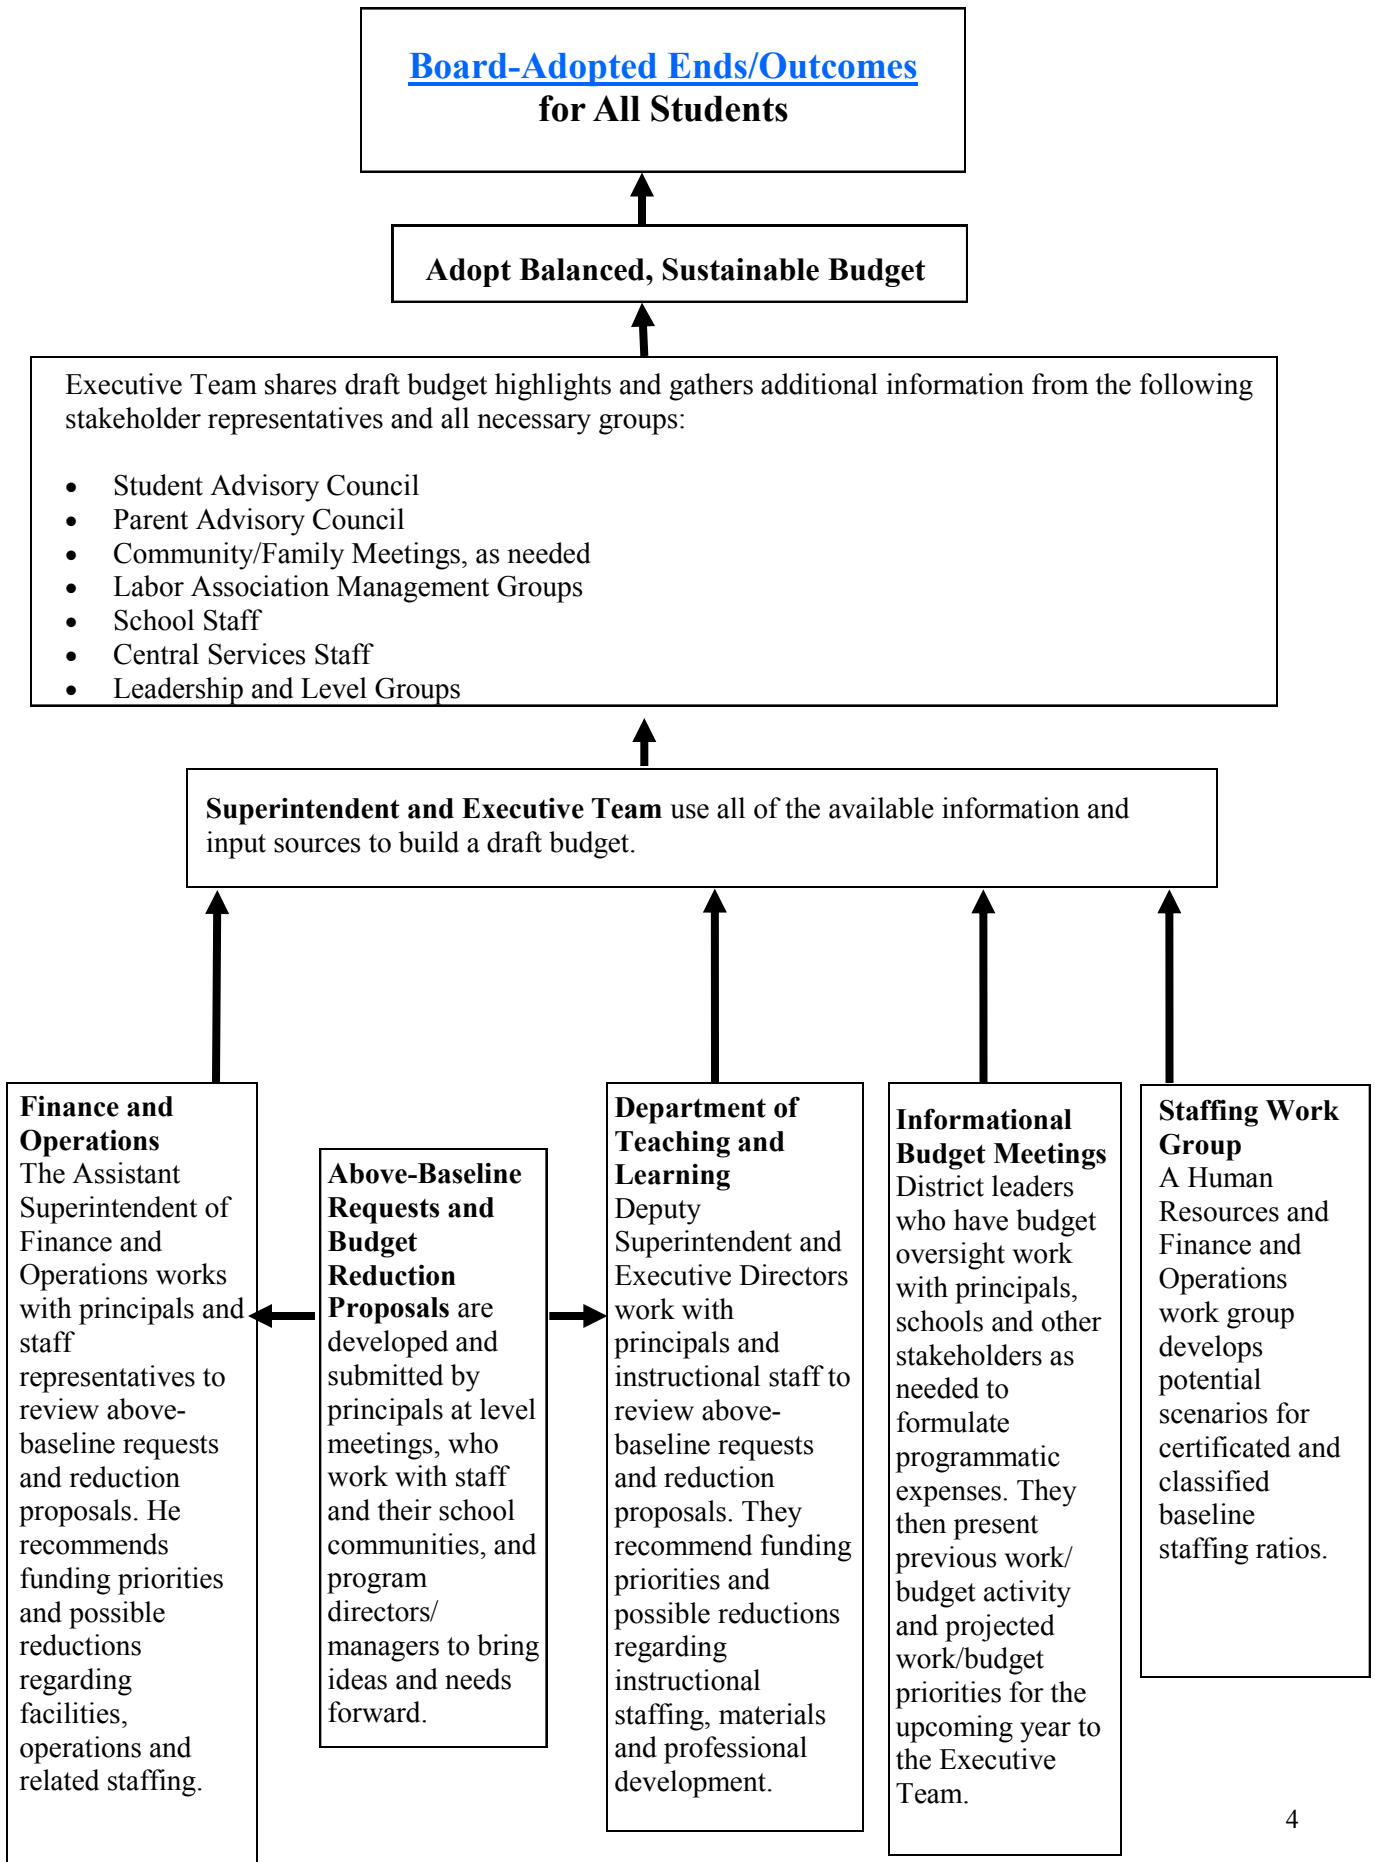 Board-Adopted Ends/Outcomes
for All Students
Adopt Balanced, Sustainable Budget
Executive Team shares draft budget highlights and gathers additional information from the following
stakeholder representatives and all necessary groups:
• Student Advisory Council
• Parent Advisory Council
• Community/Family Meetings, as needed
• Labor Association Management Groups
• School Staff
• Central Services Staff
• Leadership and Level Groups
Superintendent and Executive Team use all of the available information and
input sources to build a draft budget.
Finance and
Operations
The Assistant
Superintendent of
Finance and
Operations works
with principals and
staff
representatives to
review above-
baseline requests
and reduction
proposals. He
recommends
funding priorities
and possible
reductions
regarding
facilities,
operations and
related staffing.
Above-Baseline
Requests and
Budget
Reduction
Proposals are
developed and
submitted by
principals at level
meetings, who
work with staff
and their school
communities, and
program
directors/
managers to bring
ideas and needs
forward.
Department of
Teaching and
Learning
Deputy
Superintendent and
Executive Directors
work with
principals and
instructional staff to
review above-
baseline requests
and reduction
proposals. They
recommend funding
priorities and
possible reductions
regarding
instructional
staffing, materials
and professional
development.
Informational
Budget Meetings
District leaders
who have budget
oversight work
with principals,
schools and other
stakeholders as
needed to
formulate
programmatic
expenses. They
then present
previous work/
budget activity
and projected
work/budget
priorities for the
upcoming year to
the Executive
Team.
Staffing Work
Group
A Human
Resources and
Finance and
Operations
work group
develops
potential
scenarios for
certificated and
classified
baseline
staffing ratios.
4